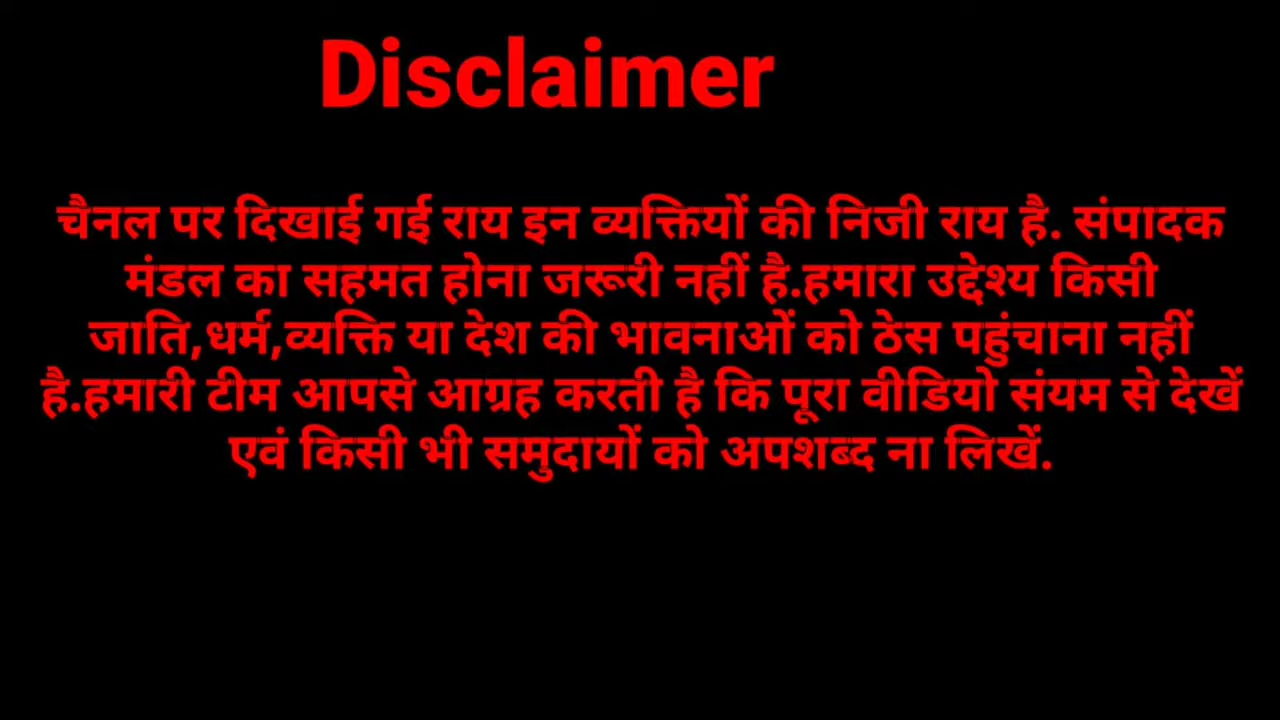 Disclaimer
चैनल पर दिखाई गई राय इन व्यक्तियों की निजी राय है. संपादक
मंडल का सहमत होना जरूरी नहीं है.हमारा उद्देश्य किसी
जाति,धर्म,व्यक्ति या देश की भावनाओं को ठेस पहुंचाना नहीं
है.हमारी टीम आपसे आग्रह करती है कि पूरा वीडियो संयम से देखें
एवं किसी भी समुदायों को अपशब्द ना लिखें.